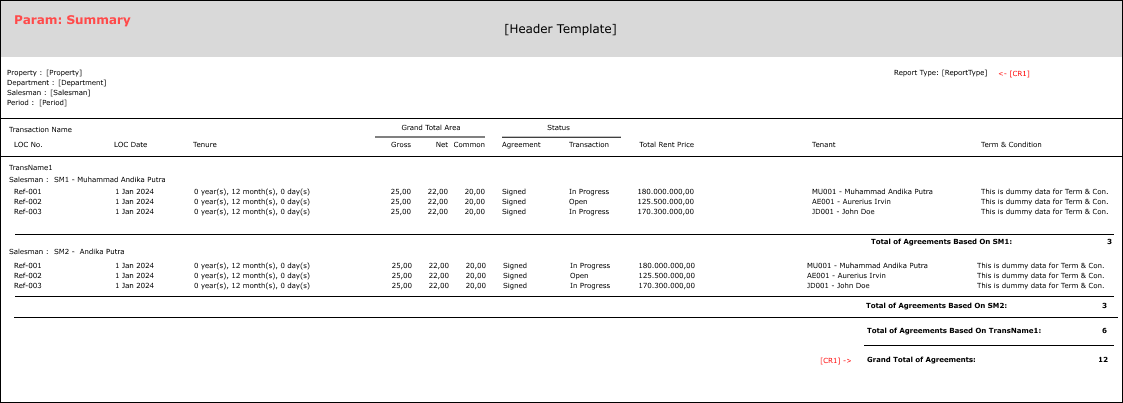 Param: Summary
[Header Template]
Property : [Property]
Report Type: [ReportType] <- [CR1]
Department : [Department]
Salesman : [Salesman]
Period : [Period]
Transaction Name Grand Total Area Status
LOC No. LOC Date Tenure Gross Net Common Agreement Transaction Total Rent Price Tenant Term & Condition
TransName1
Salesman : SM1 - Muhammad Andika Putra
Ref-001 1 Jan 2024 0 year(s), 12 month(s), 0 day(s) 25,00 22,00 20,00 Signed In Progress 180.000.000,00 MU001 - Muhammad Andika Putra This is dummy data for Term & Con.
Ref-002 1 Jan 2024 0 year(s), 12 month(s), 0 day(s) 25,00 22,00 20,00 Signed Open 125.500.000,00 AE001 - Aurerius Irvin This is dummy data for Term & Con.
Ref-003 1 Jan 2024 0 year(s), 12 month(s), 0 day(s) 25,00 22,00 20,00 Signed In Progress 170.300.000,00 JD001 - John Doe This is dummy data for Term & Con.
Total of Agreements Based On SM1: 3
Salesman : SM2 - Andika Putra
Ref-001 1 Jan 2024 0 year(s), 12 month(s), 0 day(s) 25,00 22,00 20,00 Signed In Progress 180.000.000,00 MU001 - Muhammad Andika Putra This is dummy data for Term & Con.
Ref-002 1 Jan 2024 0 year(s), 12 month(s), 0 day(s) 25,00 22,00 20,00 Signed Open 125.500.000,00 AE001 - Aurerius Irvin This is dummy data for Term & Con.
Ref-003 1 Jan 2024 0 year(s), 12 month(s), 0 day(s) 25,00 22,00 20,00 Signed In Progress 170.300.000,00 JD001 - John Doe This is dummy data for Term & Con.
Total of Agreements Based On SM2: 3
Total of Agreements Based On TransName1: 6
[CR1] -> Grand Total of Agreements: 12